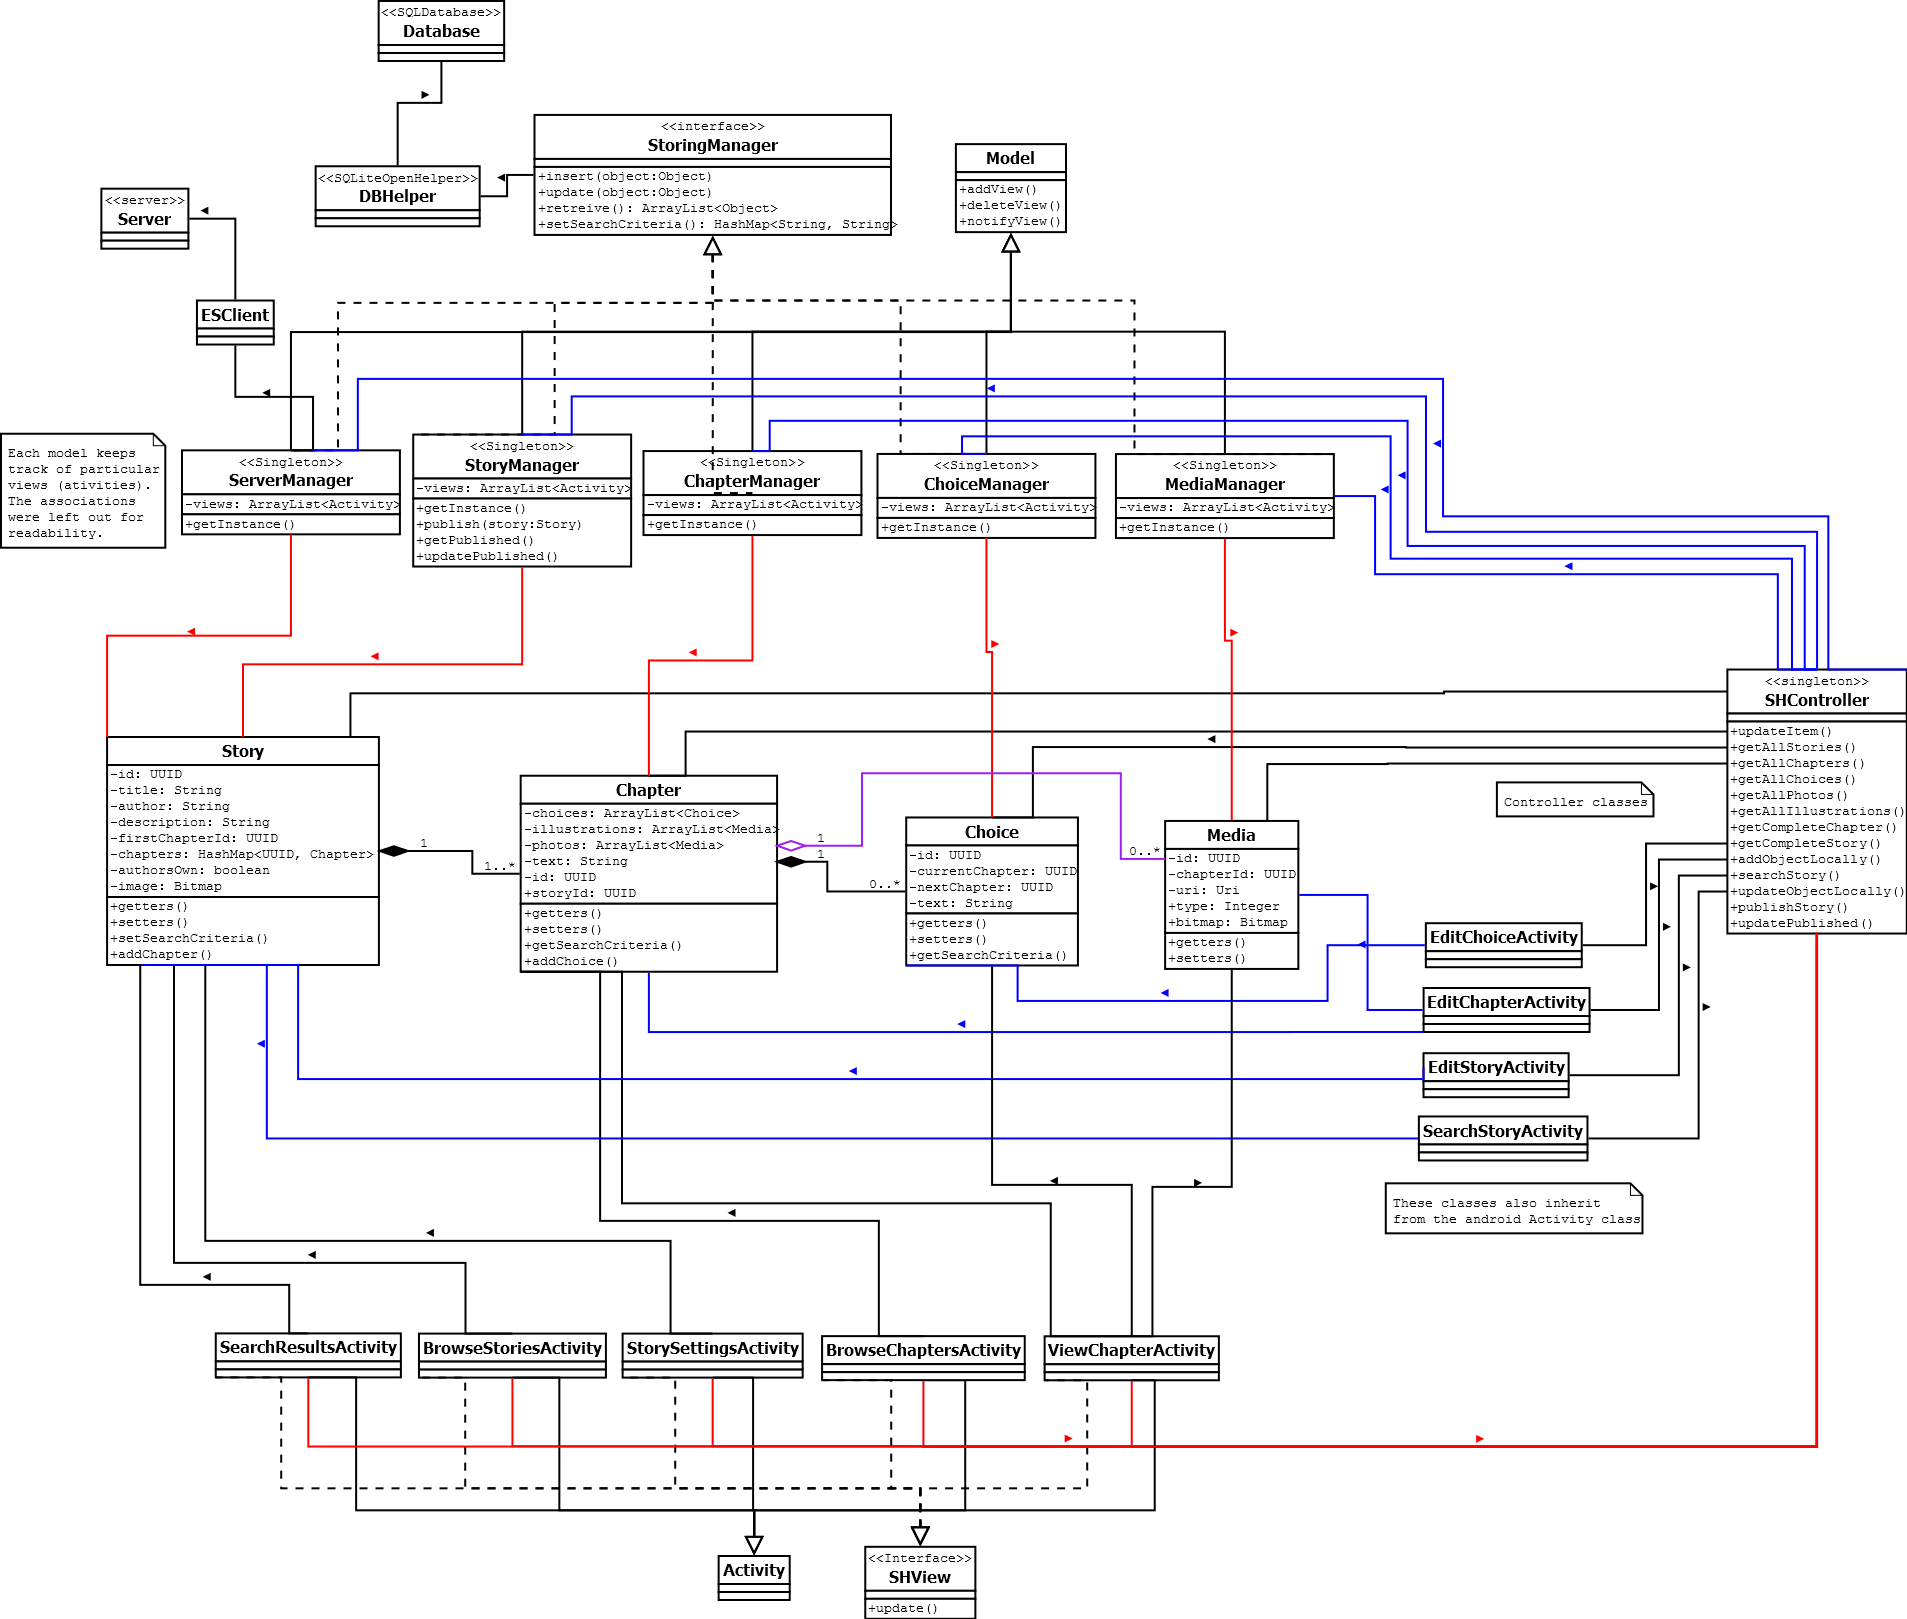 <<SQLDatabase>>
Database
<<interface>>
StoringManager
+insert(object:Object)
+update(object:Object)
+retreive(): ArrayList<Object>
+setSearchCriteria(): HashMap<String, String>
Model
+addView()
+deleteView()
+notifyView()
<<SQLiteOpenHelper>>
DBHelper
<<server>>
Server
ESClient
Each model keeps
track of particular
views (ativities).
The associations
were left out for
readability.
<<Singleton>>
ServerManager
-views: ArrayList<Activity>
+getInstance()
<<Singleton>>
StoryManager
-views: ArrayList<Activity>
+getInstance()
+publish(story:Story)
+getPublished()
+updatePublished()
<<Singleton>>
ChapterManager
-views: ArrayList<Activity>
+getInstance()
<<Singleton>>
ChoiceManager
-views: ArrayList<Activity>
+getInstance()
<<Singleton>>
MediaManager
-views: ArrayList<Activity>
+getInstance()
<<singleton>>
SHController
+updateItem()
+getAllStories()
+getAllChapters()
+getAllChoices()
+getAllPhotos()
+getAllIllustrations()
+getCompleteChapter()
+getCompleteStory()
+addObjectLocally()
+searchStory()
+updateObjectLocally()
+publishStory()
+updatePublished()
Controller classes
Story
-id: UUID
-title: String
-author: String
-description: String
-firstChapterId: UUID
-chapters: HashMap<UUID, Chapter>
-authorsOwn: boolean
-image: Bitmap
+getters()
+setters()
+setSearchCriteria()
+addChapter()
1
1..*
Chapter
-choices: ArrayList<Choice>
-illustrations: ArrayList<Media>
-photos: ArrayList<Media>
-text: String
-id: UUID
+storyId: UUID
+getters()
+setters()
+getSearchCriteria()
+addChoice()
1
1
0..*
0..*
Choice
-id: UUID
-currentChapter: UUID
-nextChapter: UUID
-text: String
+getters()
+setters()
+getSearchCriteria()
Media
-id: UUID
-chapterId: UUID
-uri: Uri
+type: Integer
+bitmap: Bitmap
+getters()
+setters()
EditChoiceActivity
EditChapterActivity
EditStoryActivity
SearchStoryActivity
These classes also inherit
from the android Activity class
SearchResultsActivity
BrowseStoriesActivity
StorySettingsActivity
BrowseChaptersActivity
ViewChapterActivity
Activity
<<Interface>>
SHView
+update()